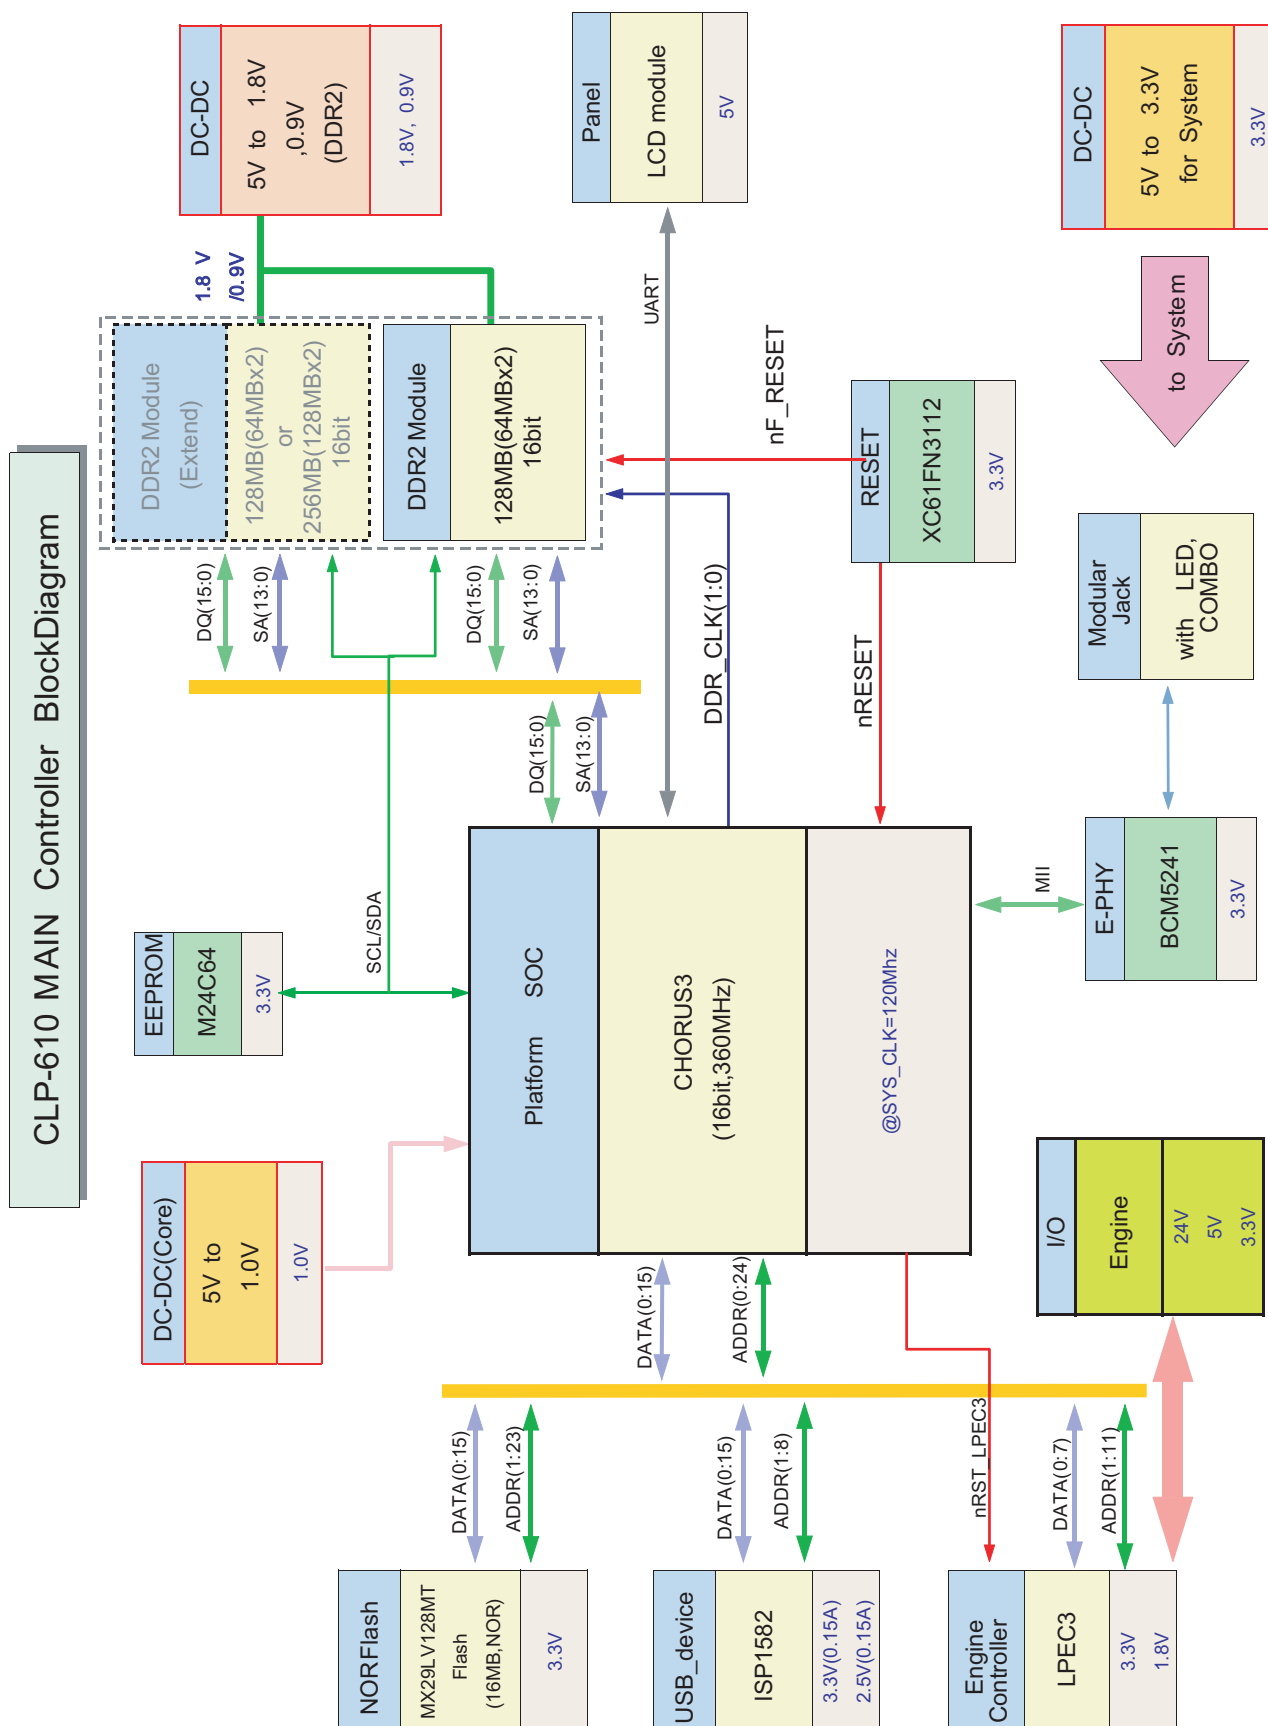 CLP-610 MAIN Controller BlockDiagram
NORFlash
MX29LV128MT
Flash
(16MB,NOR)
3.3V
DATA(0:15)
ADDR(1:23)
USB_device
ISP1582
3.3V(0.15A)
2.5V(0.15A)
DATA(0:15)
ADDR(1:8)
Engine
Controller
LPEC3
3.3V
1.8V
nRST_LPEC3
DATA(0:7)
ADDR(1:11)
DC-DC(Core)
5V to
1.0V
1.0V
DATA(0:15)
ADDR(0:24)
I/O
Engine
24V
5V
3.3V
EEPROM
M24C64
3.3V
SCL/SDA
Platform SOC
CHORUS3
(16bit,360MHz)
@SYS_CLK=120Mhz
MII
E-PHY
BCM5241
3.3V
DQ(15:0)
SA(13:0)
DDR_CLK(1:0)
nRESET
Modular
Jack
with LED,
COMBO
DQ(15:0)
SA(13:0)
DQ(15:0)
SA(13:0)
DDR2 Module
(Extend)
128MB(64MBx2)
or
256MB(128MBx2)
16bit
DDR2 Module
128MB(64MBx2)
16bit
UART
nF_RESET
RESET
XC61FN3112
3.3V
to System
1.8 V
/0.9V
DC-DC
5V to 1.8V
,0.9V
(DDR2)
1.8V, 0.9V
Panel
LCD module
5V
DC-DC
5V to 3.3V
for System
3.3V